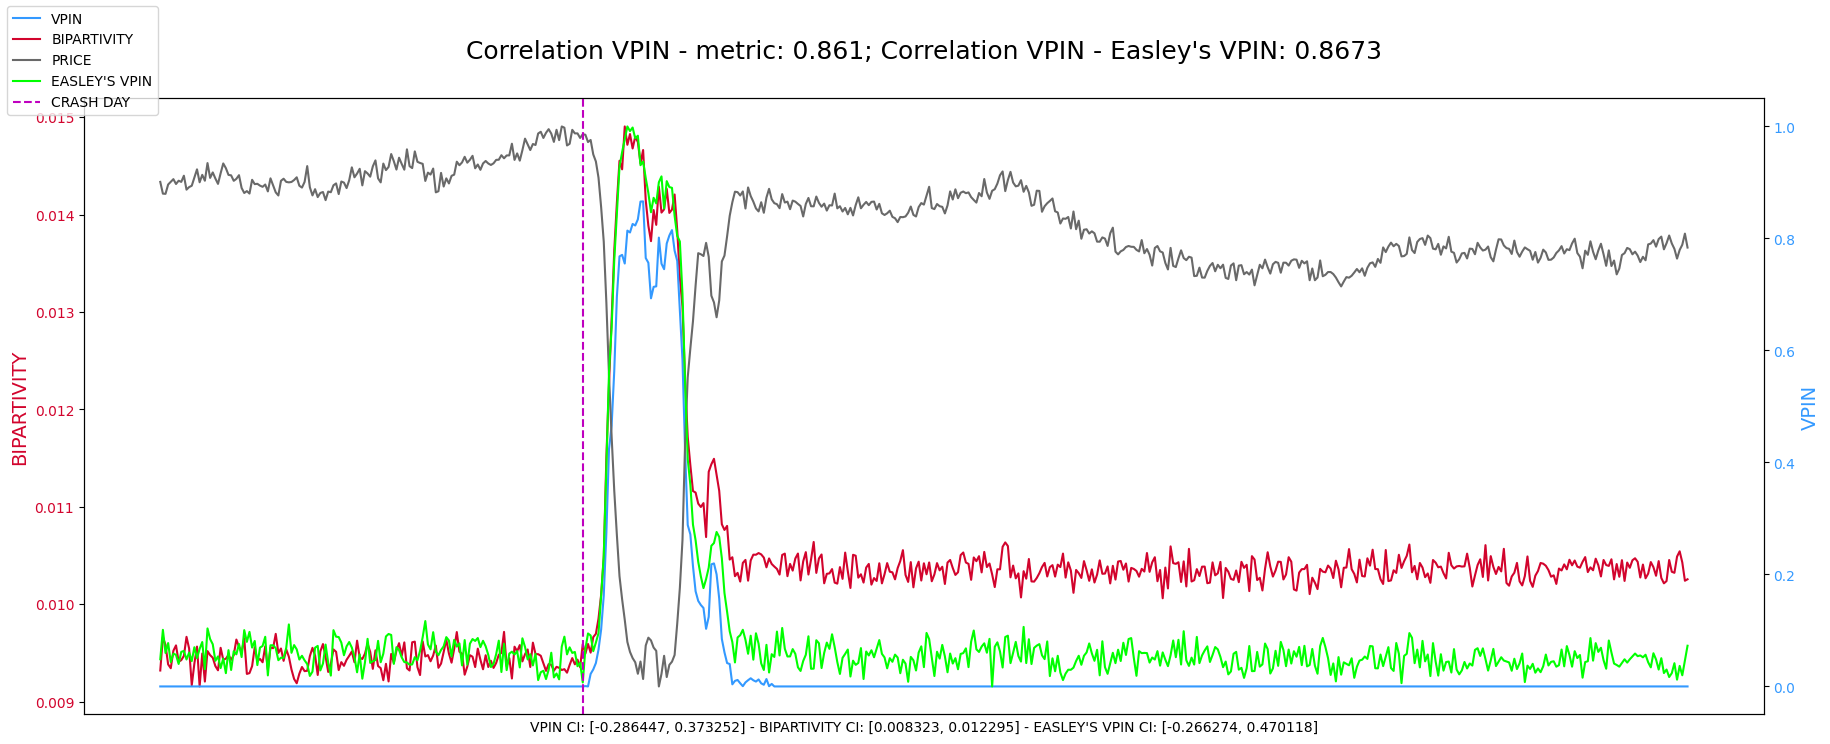 VPIN
BIPARTIVITY
PRICE
EASLEY'S VPIN
CRASH DAY
Correlation VPIN - metric: 0.861; Correlation VPIN - Easley's VPIN: 0.8673
BIPARTIVITY
0.015
0.014
0.013
0.012
0.011
0.010
0.009
1.0
0.8
0.6
0.4
0.2
0.0
VPIN
VPIN CI: [-0.286447, 0.373252] - BIPARTIVITY CI: [0.008323, 0.012295] - EASLEY'S VPIN CI: [-0.266274, 0.470118]